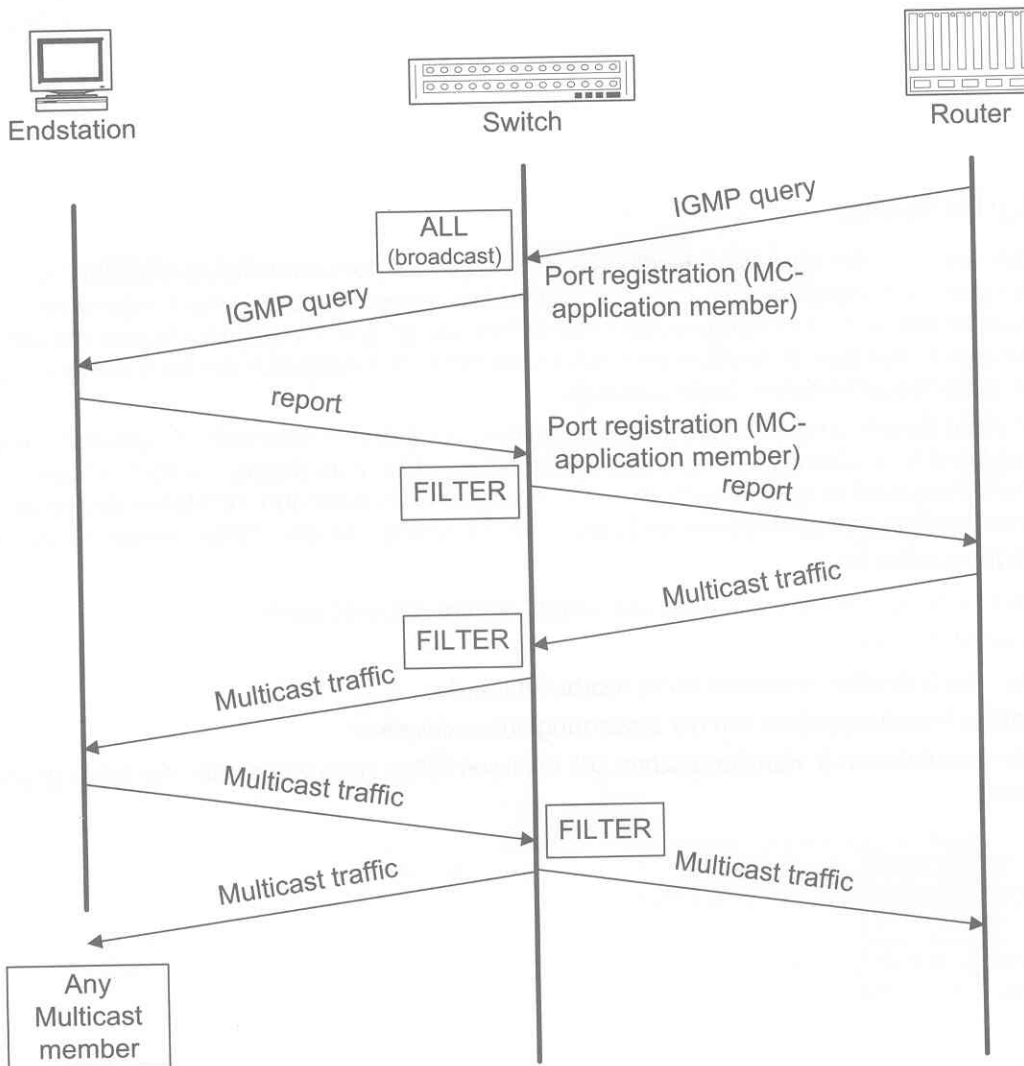 Endstation
Switch
Router
IGMP query
ALL
(broadcast)
Port registration (MC-
application member)
IGMP query
report
Port registration (MC-
application member)
FILTER
report
Multicast traffic
FILTER
Multicast traffic
Multicast traffic
FILTER
Multicast traffic
Multicast traffic
Any
Multicast
member